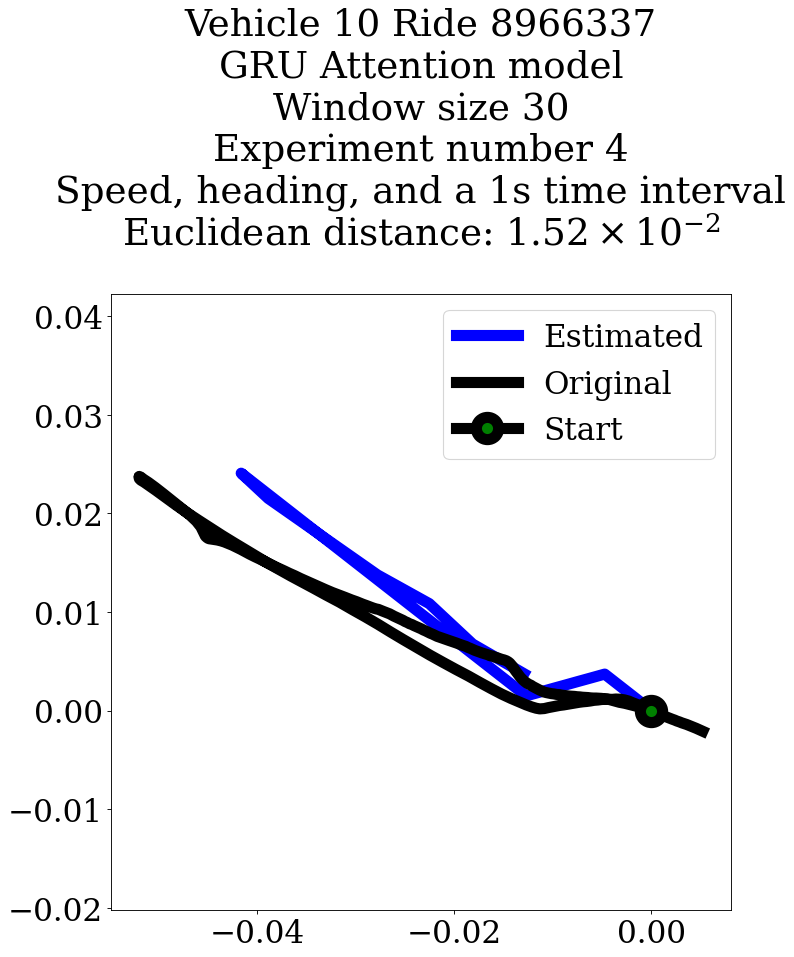 Vehicle 10 Ride 8966337
GRU Attention model
Window size 30
Experiment number 4
Speed, heading, and a 1s time interval
Euclidean distance: 1.52 × 10⁻²
Estimated
Original
Start
0.04
0.03
0.02
0.01
0.00
−0.01
−0.02
−0.04
−0.02
0.00